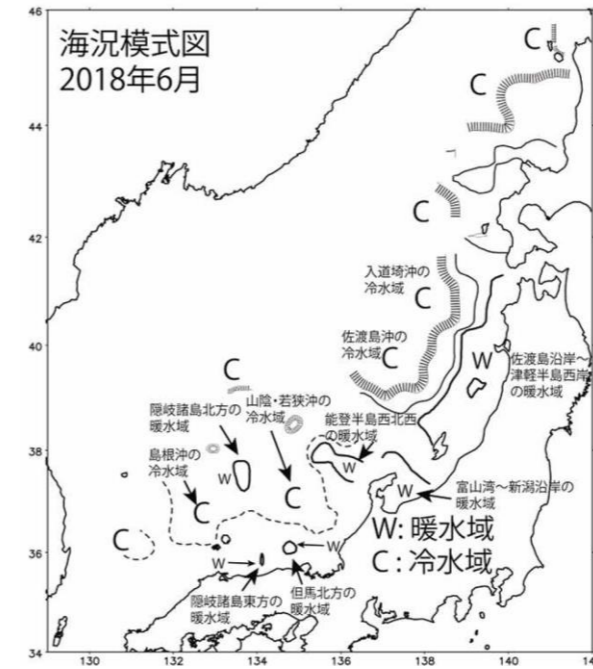 海況模式図
2018年6月
46
44
42
40
38
36
34
130
132
134
136
138
140
C
C
C
入道埼沖の
冷水域
C
佐渡島沖の
冷水域
C
W
佐渡島沿岸～
津軽半島西岸
の暖水域
C
山陰・若狭沖の
冷水域
隠岐諸島北方の
暖水域
能登半島西北西
の暖水域
島根沖の
冷水域
W
W
C
C
W
富山湾～新潟沿岸の
暖水域
C
W
W
W: 暖水域
C : 冷水域
隠岐諸島東方の
暖水域
但馬北方の
暖水域